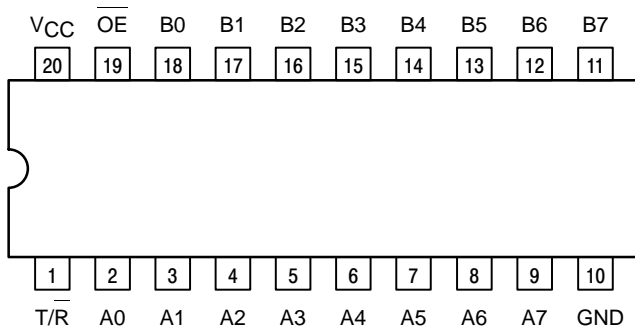 VCC O̅E̅ B0 B1 B2 B3 B4 B5 B6 B7
20 19 18 17 16 15 14 13 12 11
1 2 3 4 5 6 7 8 9 10
T/R̅ A0 A1 A2 A3 A4 A5 A6 A7 GND